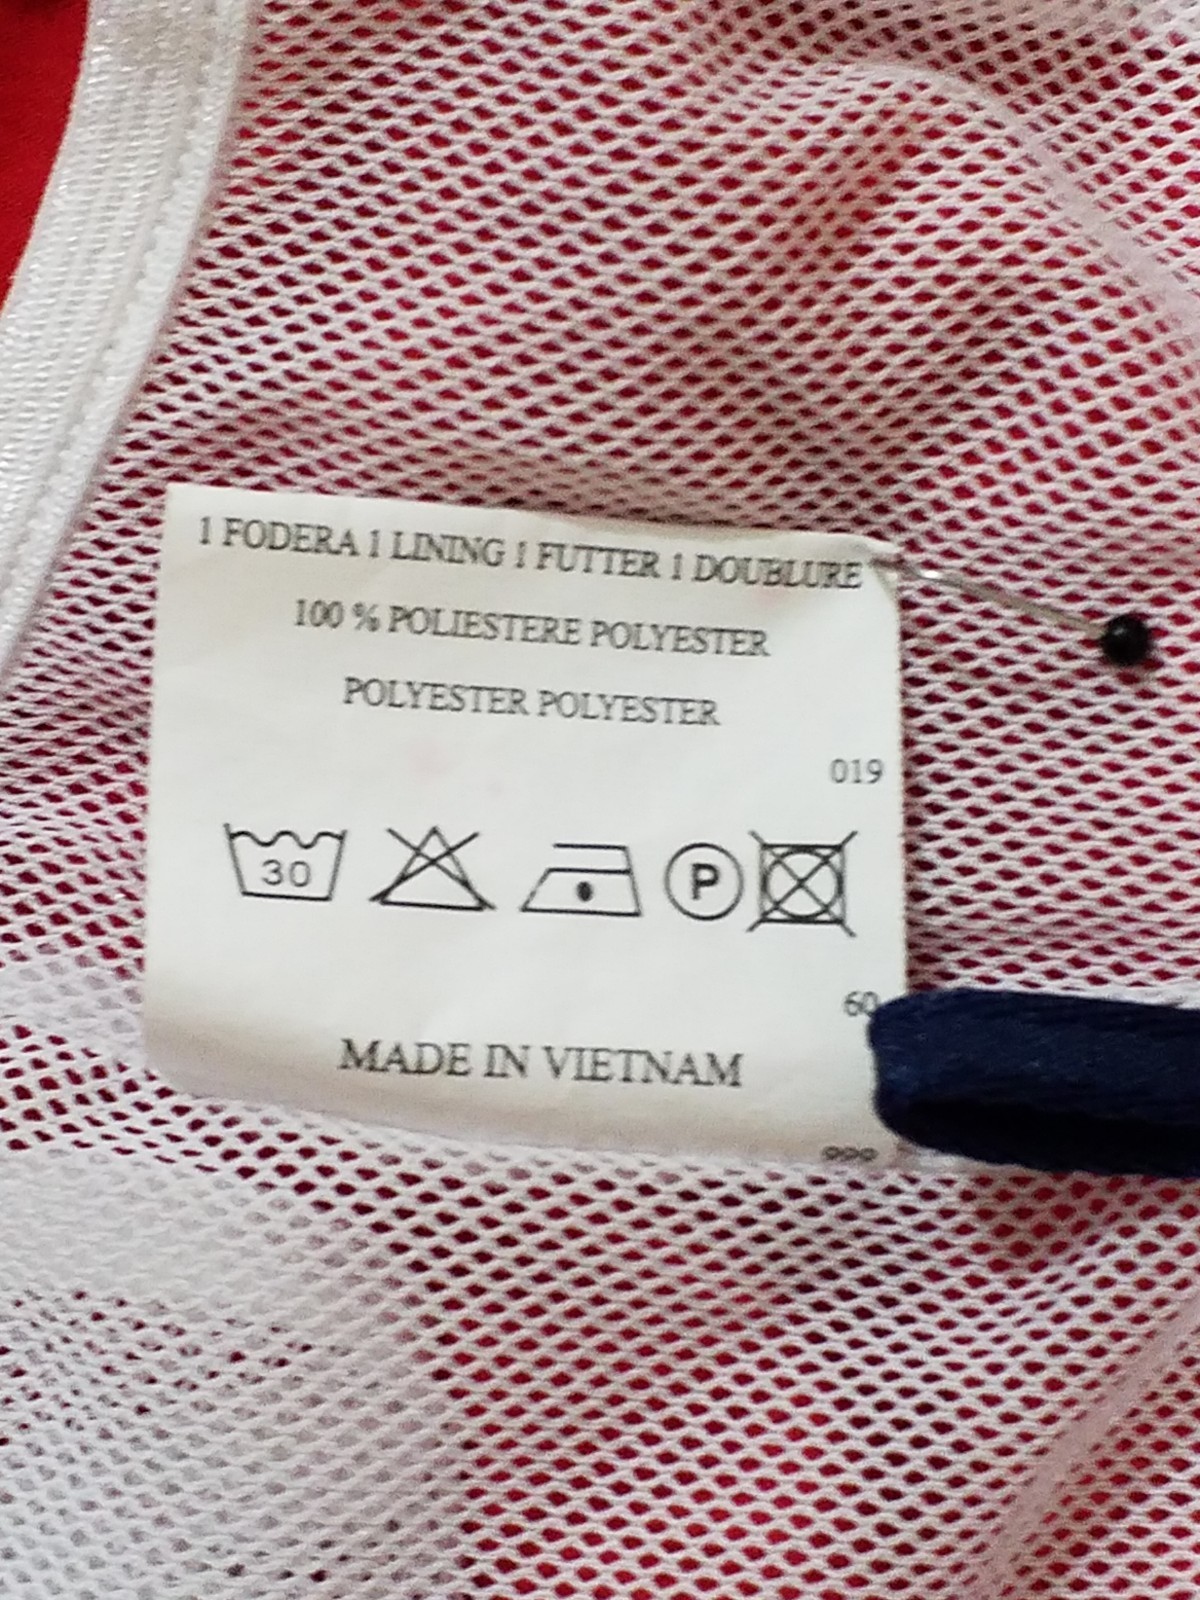 1 FODERA 1 LINING 1 FUTTER 1 DOUBLURE
100 % POLIESTERE POLYESTER
POLYESTER POLYESTER
019
30
P
60
MADE IN VIETNAM